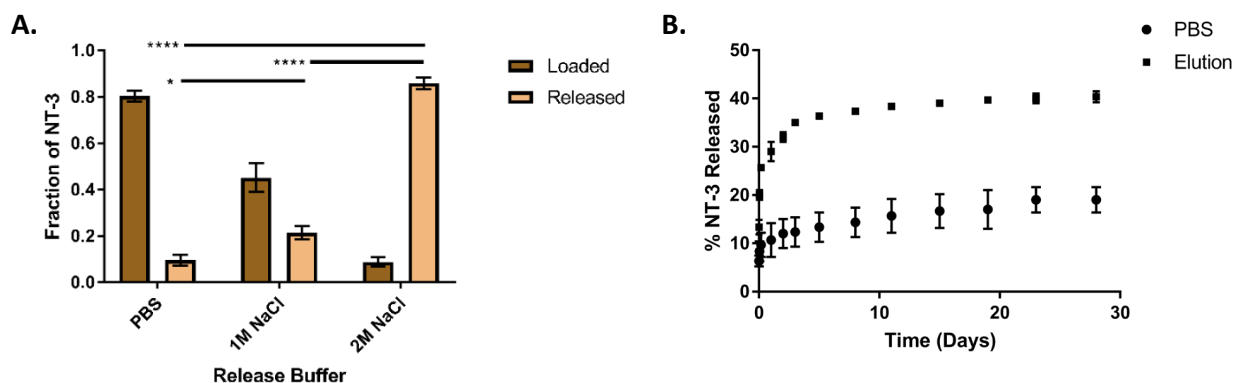 A.
Fraction of NT-3
1.0
0.8
0.6
0.4
0.2
0.0
****
****
*
PBS
1M NaCl
2M NaCl
Release Buffer
Loaded
Released
B.
% NT-3 Released
50
40
30
20
10
0
0
10
20
30
Time (Days)
PBS
Elution